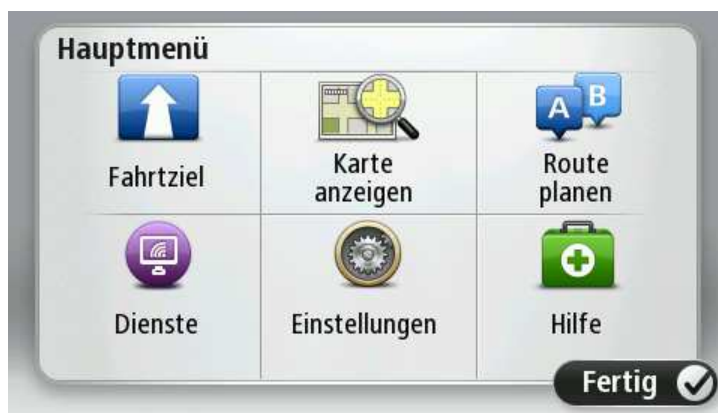 Hauptmenü
A B
Fahrtziel
Karte
anzeigen
Route
planen
Dienste
Einstellungen
Hilfe
Fertig